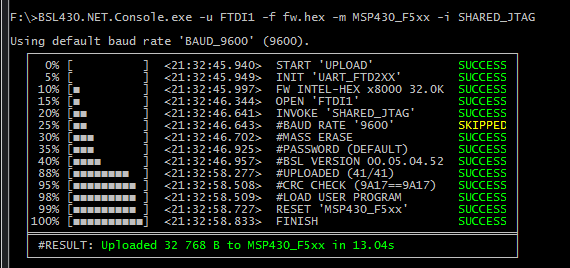 F:\>BSL430.NET.Console.exe -u FTDI1 -f fw.hex -m MSP430_F5xx -i SHARED_JTAG
Using default baud rate 'BAUD_9600' (9600).
0% [ ] <21:32:45.940> START 'UPLOAD' SUCCESS
5% [ ] <21:32:45.949> INIT 'UART_FTD2XX' SUCCESS
10% [■ ] <21:32:45.997> FW INTEL-HEX x8000 32.0K SUCCESS
15% [■ ] <21:32:46.344> OPEN 'FTDI1' SUCCESS
20% [■■ ] <21:32:46.641> INVOKE 'SHARED_JTAG' SUCCESS
25% [■■ ] <21:32:46.643> #BAUD RATE '9600' SKIPPED
30% [■■■ ] <21:32:46.702> #MASS ERASE SUCCESS
35% [■■■ ] <21:32:46.925> #PASSWORD (DEFAULT) SUCCESS
40% [■■■■ ] <21:32:46.957> #BSL VERSION 00.05.04.52 SUCCESS
88% [■■■■■■■■ ] <21:32:58.277> #UPLOADED (41/41) SUCCESS
95% [■■■■■■■■■ ] <21:32:58.508> #CRC CHECK (9A17==9A17) SUCCESS
98% [■■■■■■■■■ ] <21:32:58.509> #LOAD USER PROGRAM SUCCESS
99% [■■■■■■■■■ ] <21:32:58.727> RESET 'MSP430_F5xx' SUCCESS
100% [■■■■■■■■■■] <21:32:58.833> FINISH SUCCESS
#RESULT: Uploaded 32 768 B to MSP430_F5xx in 13.04s